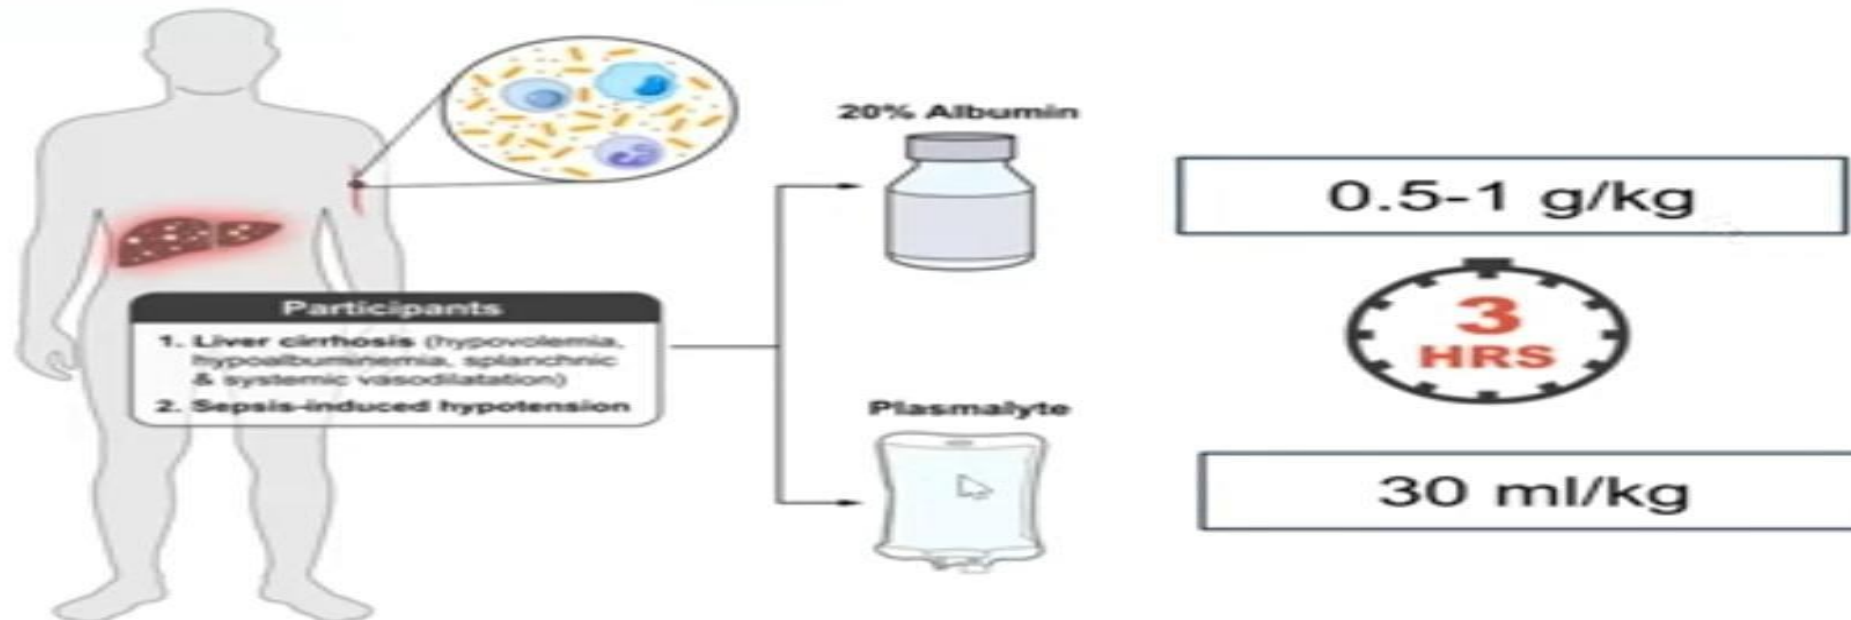 20% Albumin
0.5-1 g/kg
3
HRS
Participants
1. Liver cirrhosis (hypovolemia,
hypoalbuminemia, splanchnic
& systemic vasodilatation)
2. Sepsis-induced hypotension
Plasmalyte
30 ml/kg